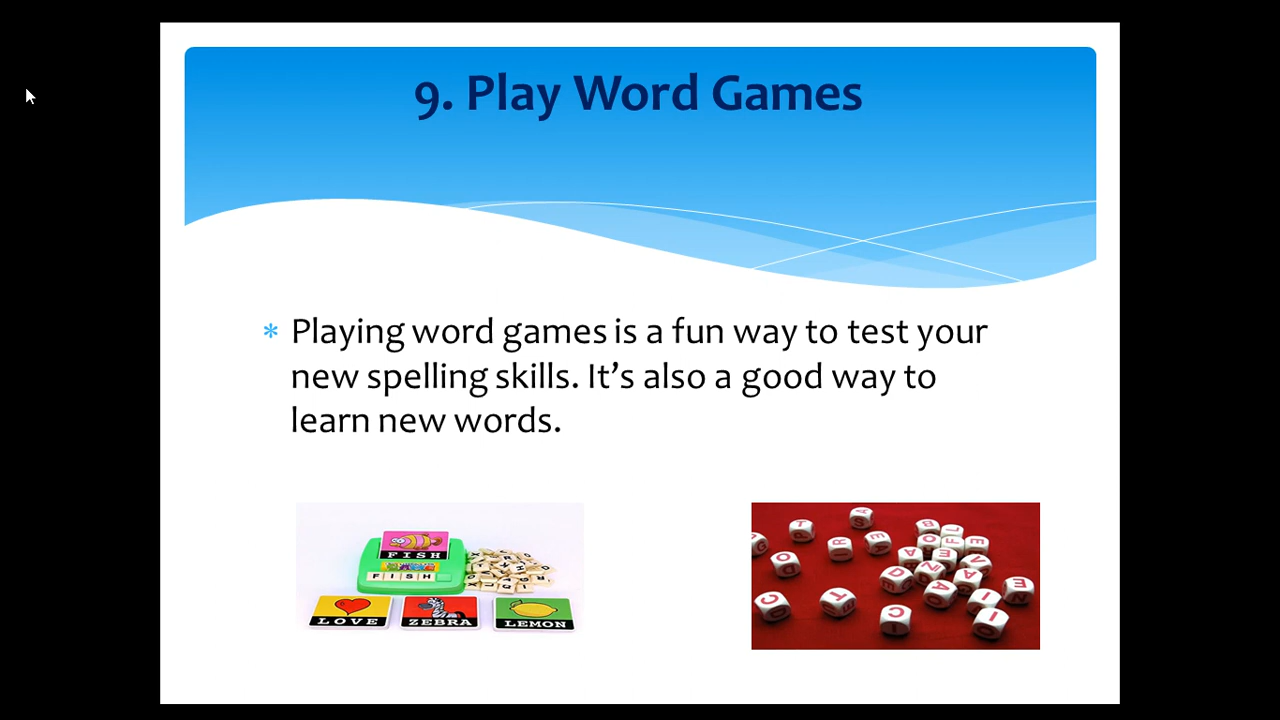 9. Play Word Games
* Playing word games is a fun way to test your
new spelling skills. It’s also a good way to
learn new words.
FISH
FISH
LOVE
ZEBRA
LEMON